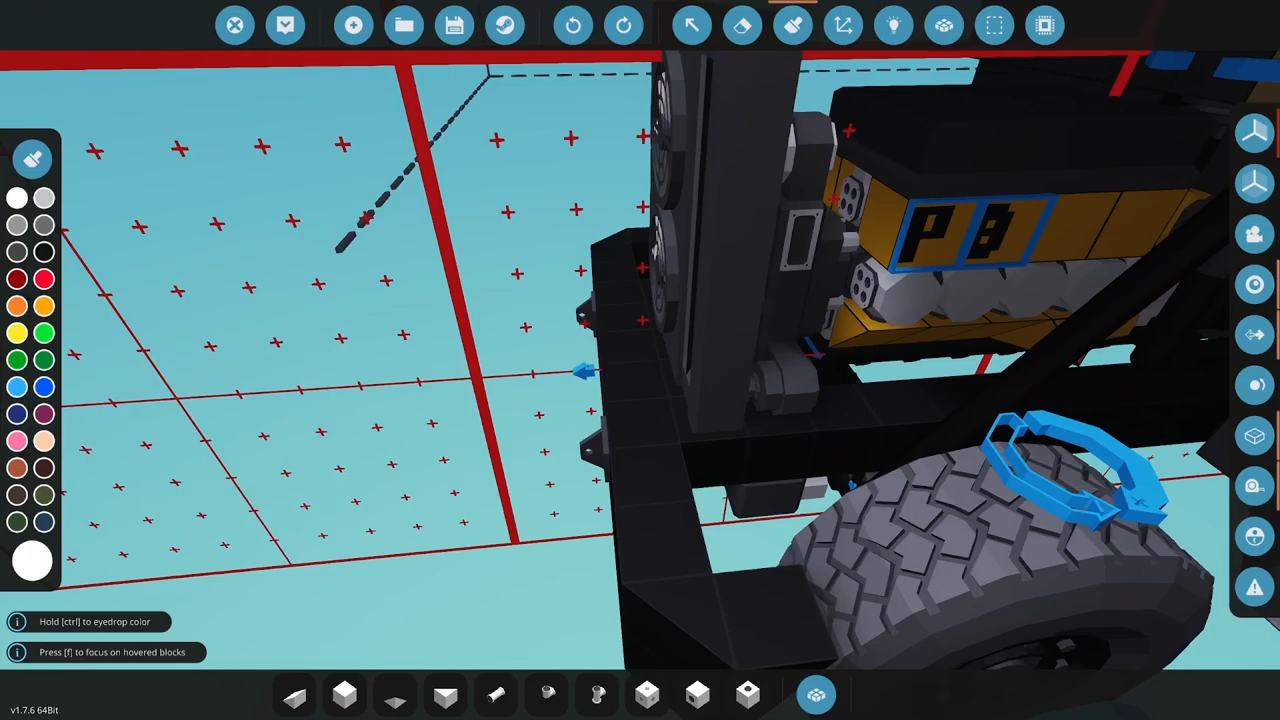 P B
Hold [ctrl] to eyedrop color
Press [f] to focus on hovered blocks
v1.7.6 64Bit